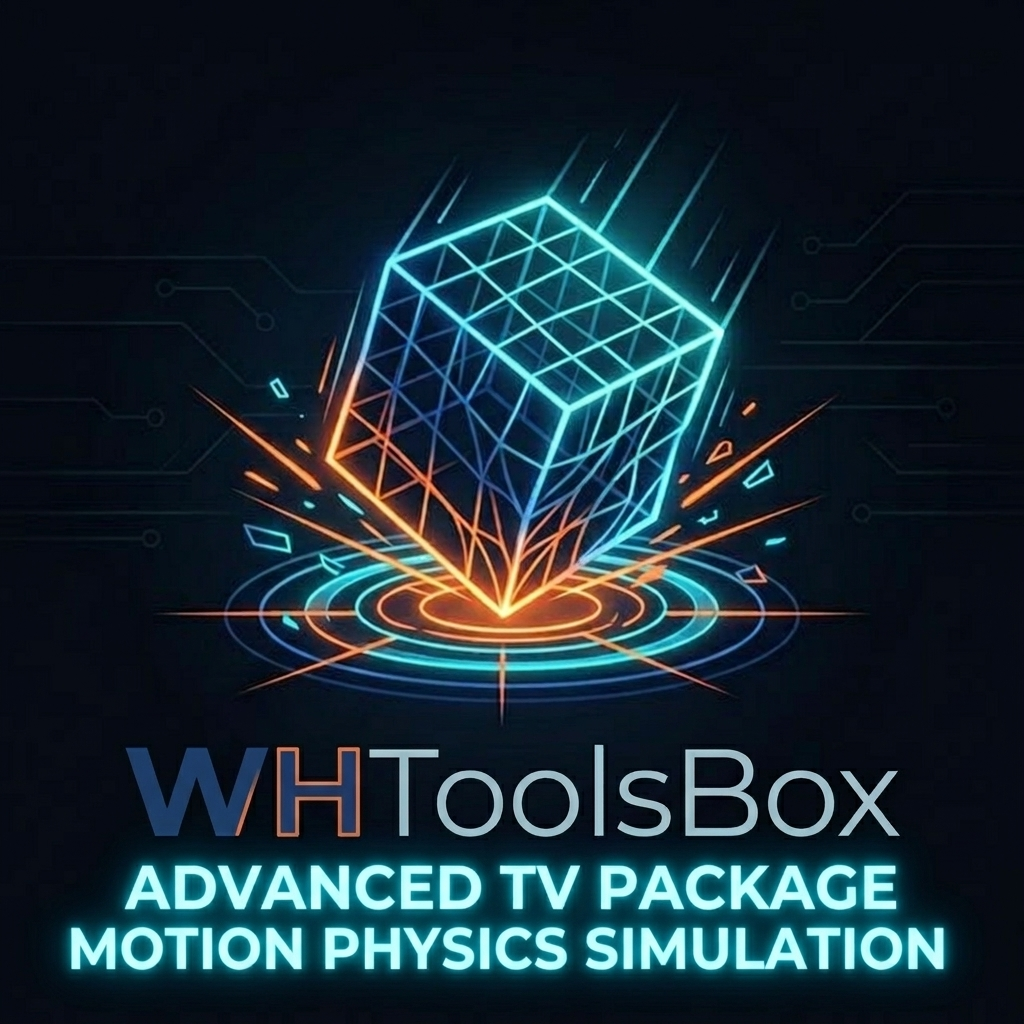 WHToolsBox
ADVANCED TV PACKAGE
MOTION PHYSICS SIMULATION